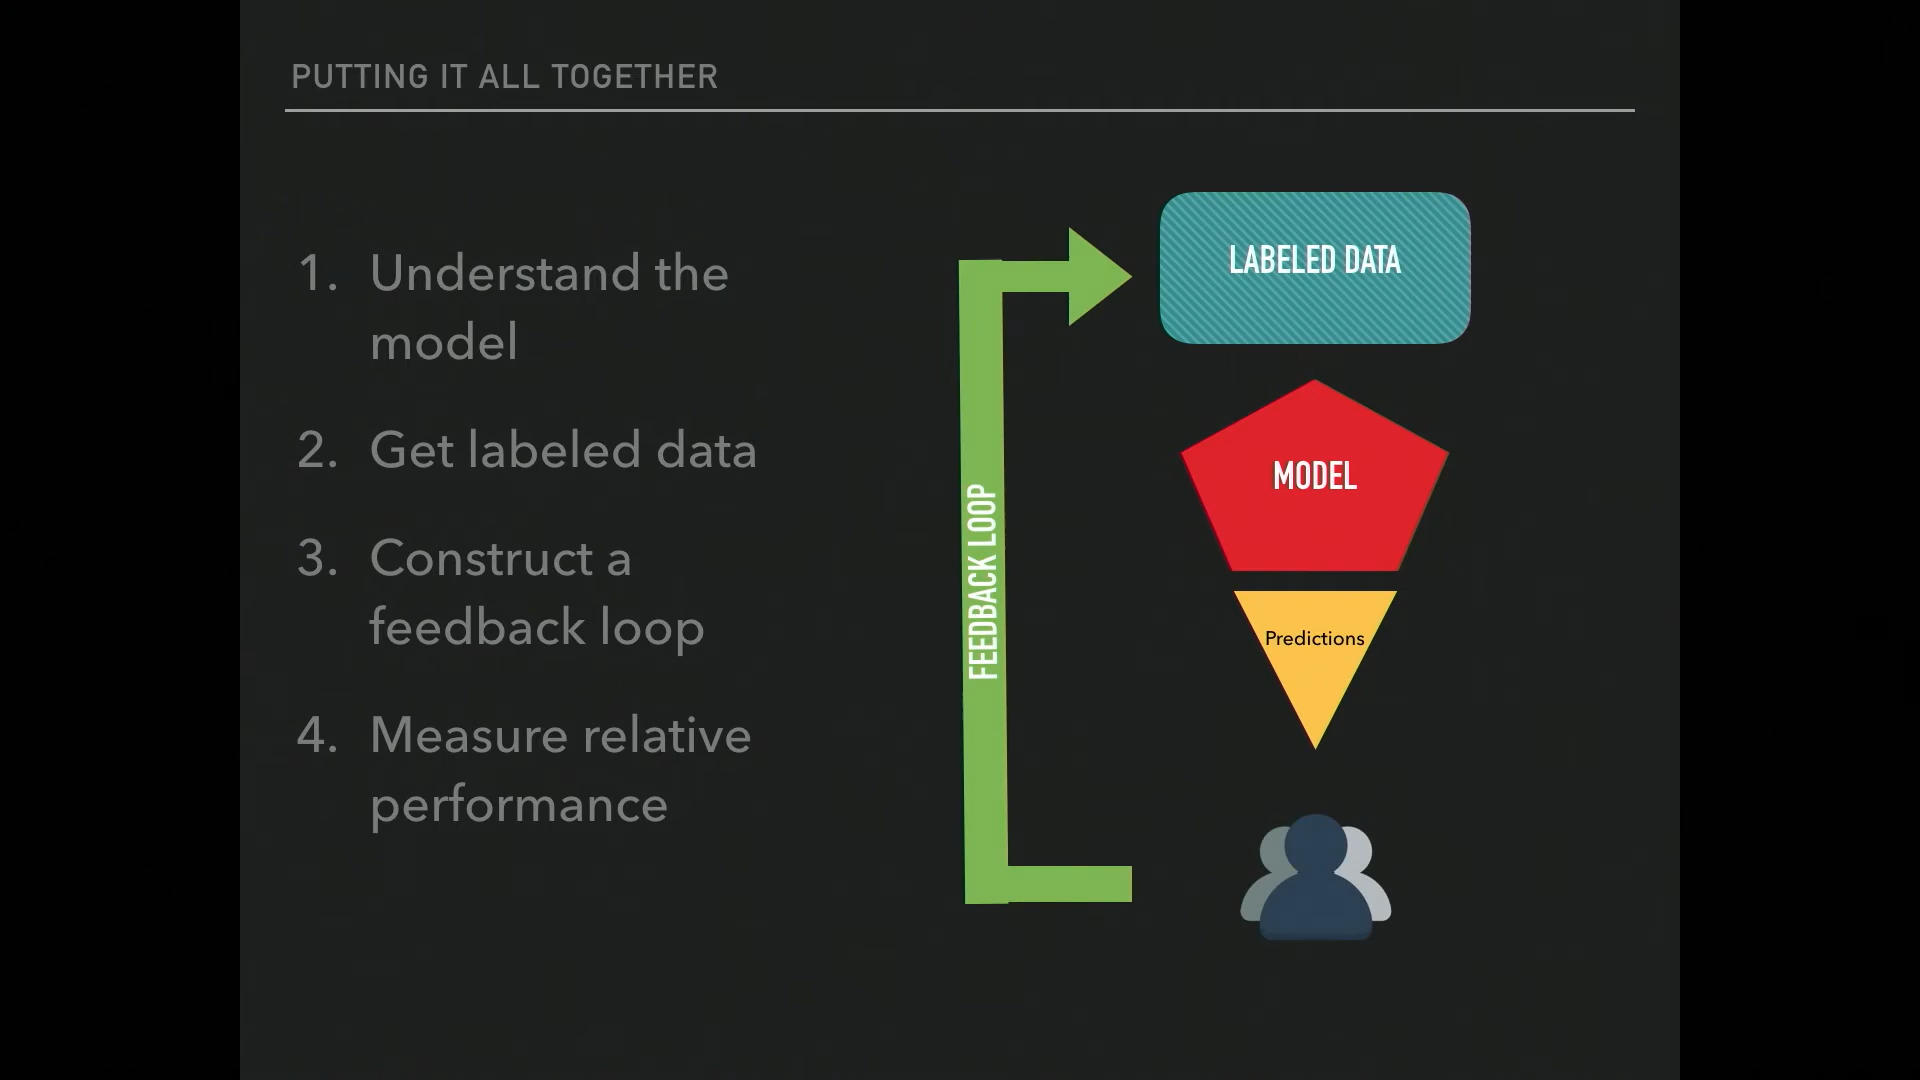 PUTTING IT ALL TOGETHER
1. Understand the
model
2. Get labeled data
3. Construct a
feedback loop
4. Measure relative
performance
FEEDBACK LOOP
LABELED DATA
MODEL
Predictions